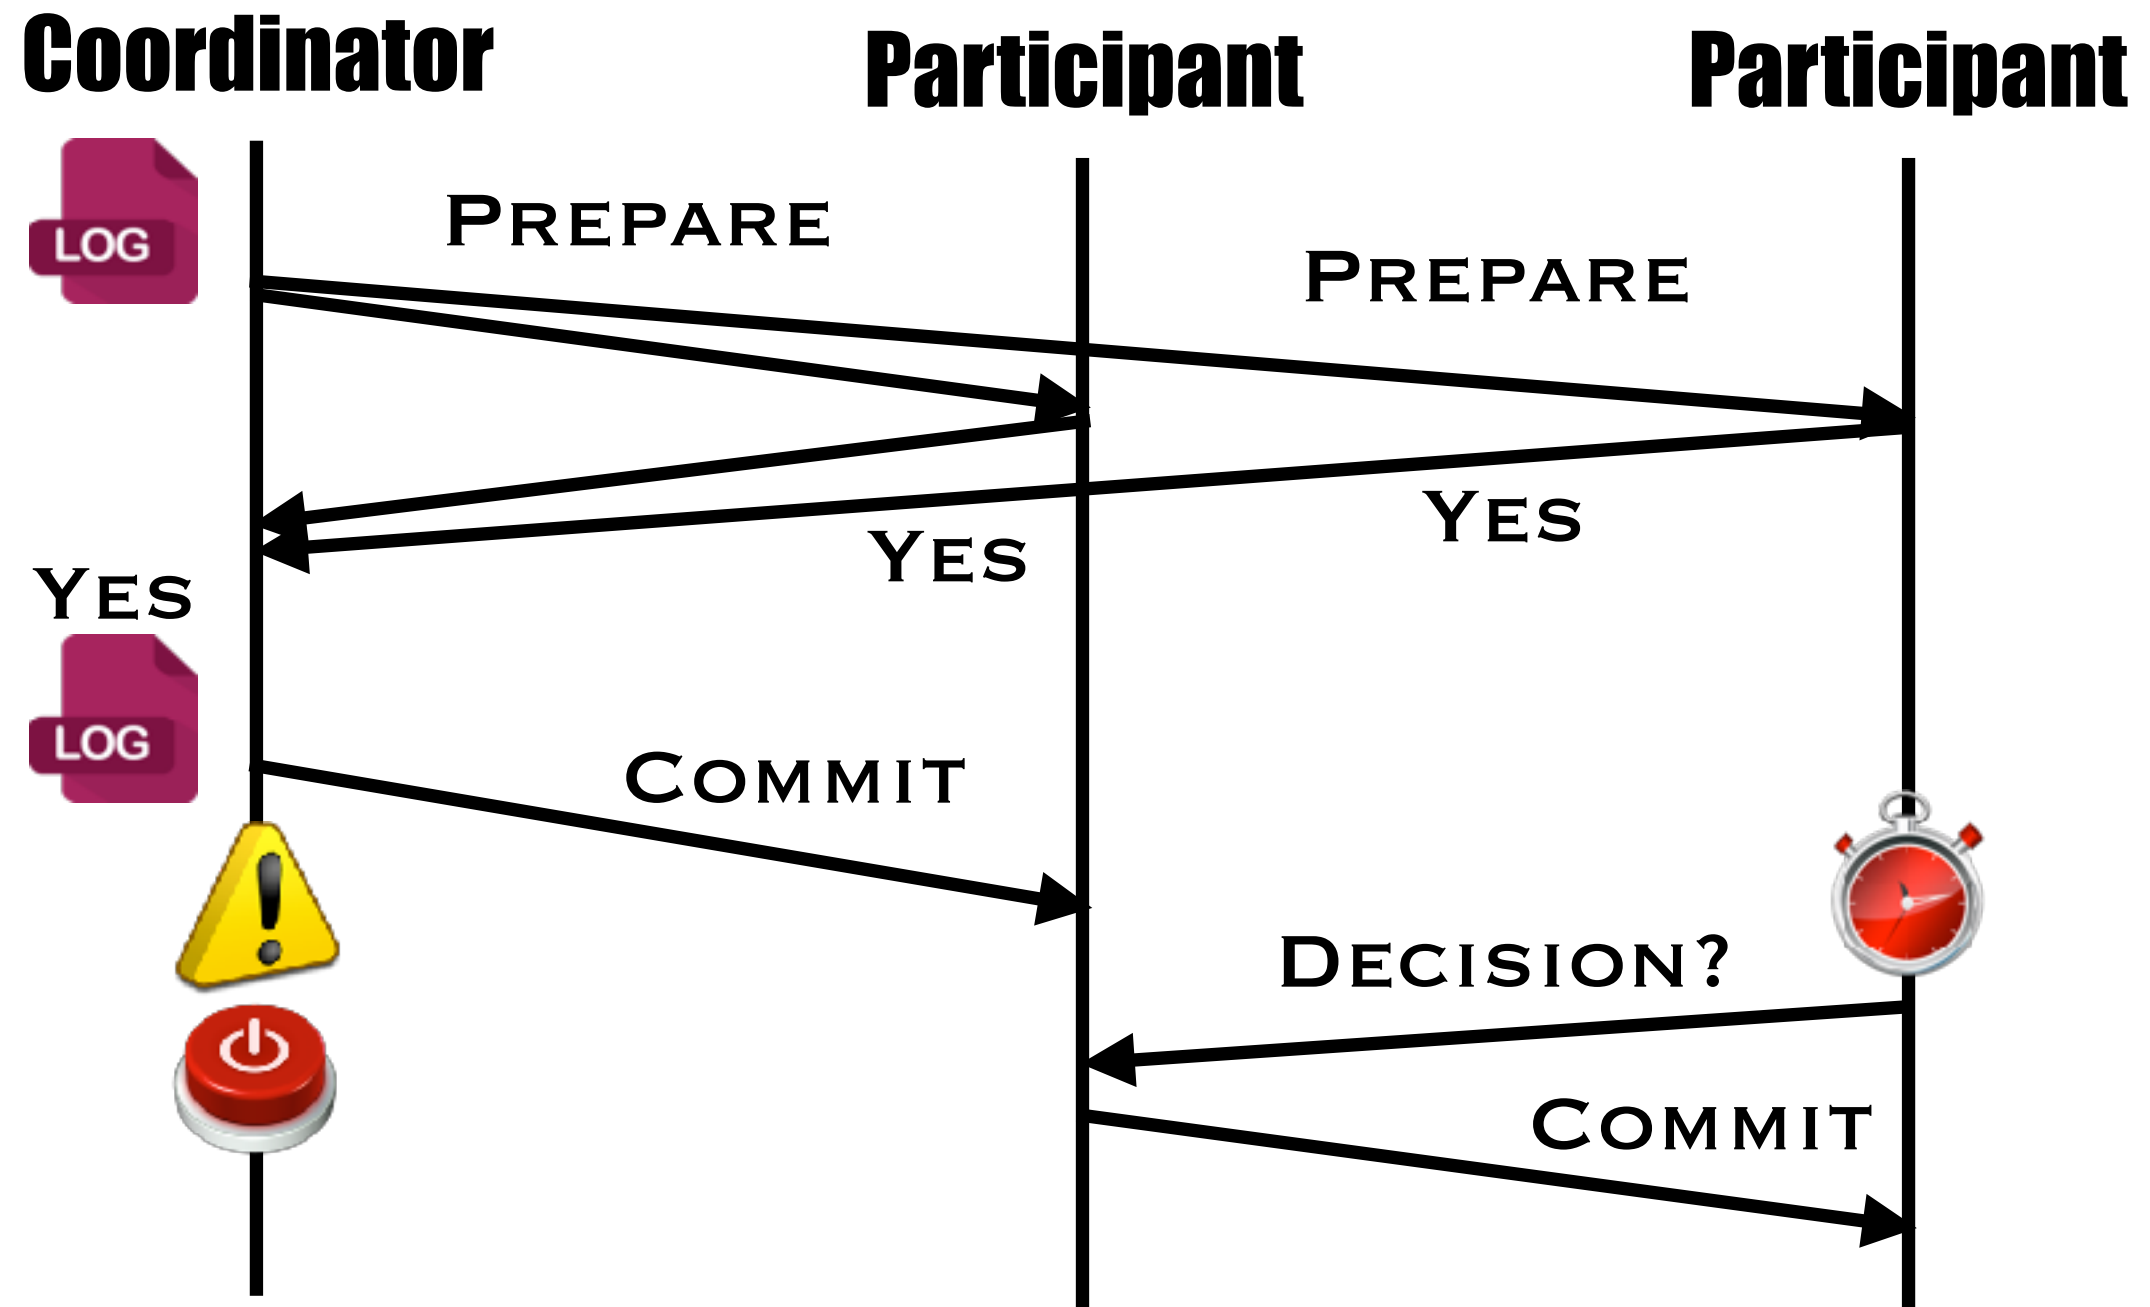 Coordinator
Participant
Participant
LOG
PREPARE
PREPARE
YES
YES
YES
LOG
COMMIT
DECISION?
COMMIT